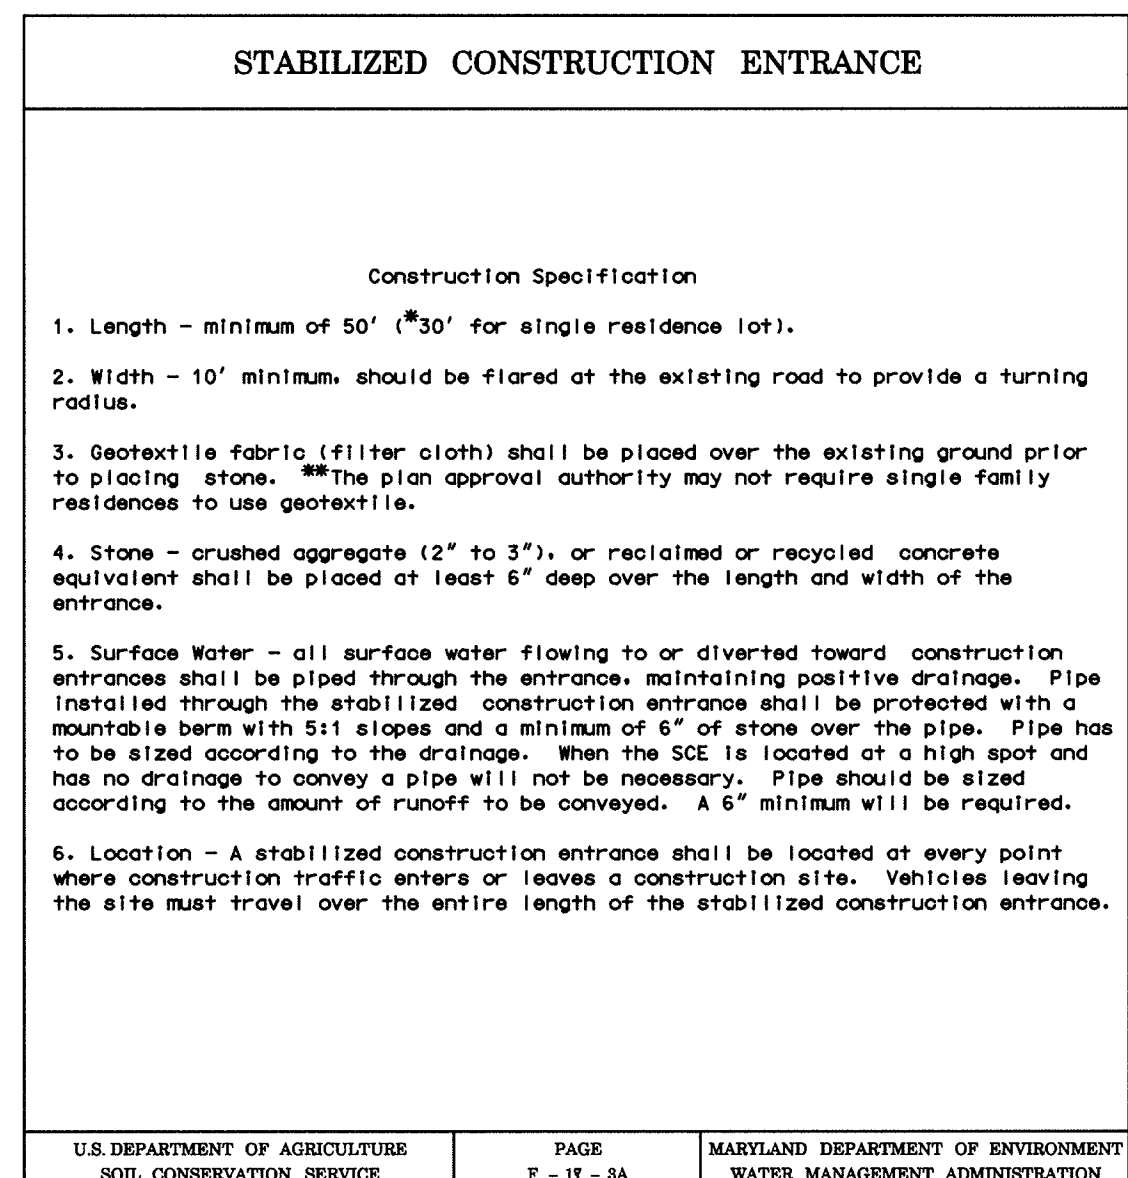 STABILIZED CONSTRUCTION ENTRANCE
Construction Specification
1. Length - minimum of 50' (*30' for single residence lot).
2. Width - 10' minimum, should be flared at the existing road to provide a turning
radius.
3. Geotextile fabric (filter cloth) shall be placed over the existing ground prior
to placing stone. **The plan approval authority may not require single family
residences to use geotextile.
4. Stone - crushed aggregate (2" to 3"), or reclaimed or recycled concrete
equivalent shall be placed at least 6" deep over the length and width of the
entrance.
5. Surface Water - all surface water flowing to or diverted toward construction
entrances shall be piped through the entrance, maintaining positive drainage. Pipe
installed through the stabilized construction entrance shall be protected with a
mountable berm with 5:1 slopes and a minimum of 6" of stone over the pipe. Pipe has
to be sized according to the drainage. When the SCE is located at a high spot and
has no drainage to convey a pipe will not be necessary. Pipe should be sized
according to the amount of runoff to be conveyed. A 6" minimum will be required.
6. Location - A stabilized construction entrance shall be located at every point
where construction traffic enters or leaves a construction site. Vehicles leaving
the site must travel over the entire length of the stabilized construction entrance.
U.S. DEPARTMENT OF AGRICULTURE
SOIL CONSERVATION SERVICE
PAGE
F - 17 - 3A
MARYLAND DEPARTMENT OF ENVIRONMENT
WATER MANAGEMENT ADMINISTRATION